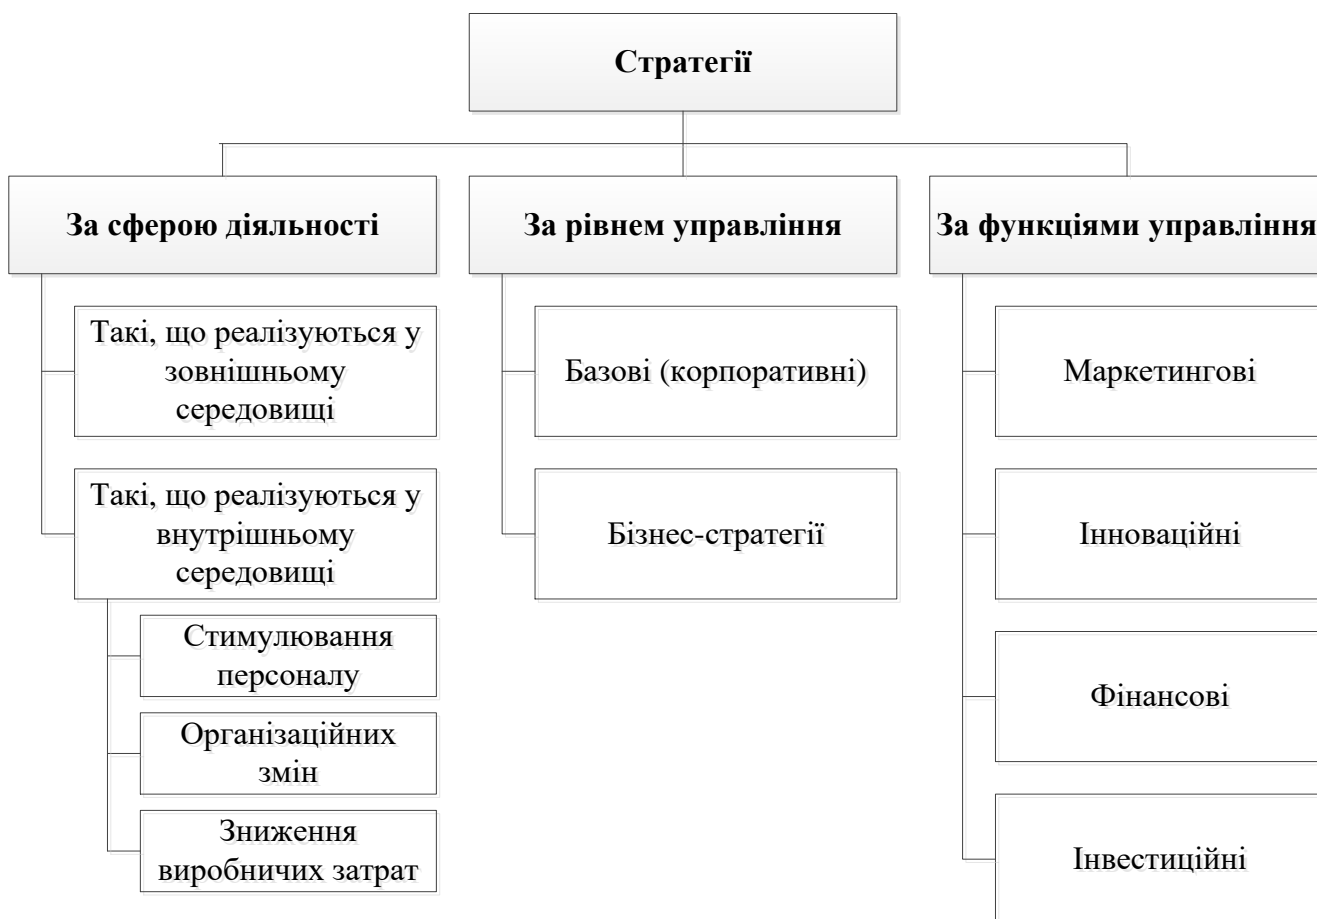 Стратегії
За сферою діяльності
Такі, що реалізуються у
зовнішньому
середовищі
Такі, що реалізуються у
внутрішньому
середовищі
Стимулювання
персоналу
Організаційних
змін
Зниження
виробничих затрат
За рівнем управління
Базові (корпоративні)
Бізнес-стратегії
За функціями управління
Маркетингові
Інноваційні
Фінансові
Інвестиційні